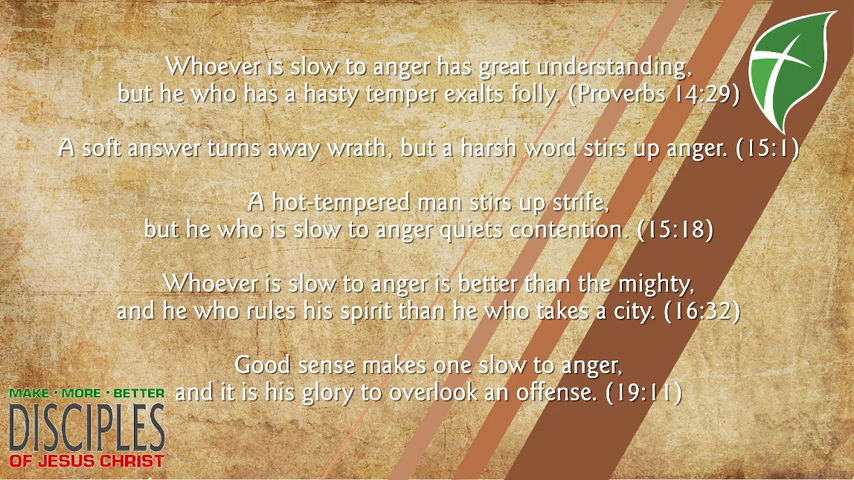 Whoever is slow to anger has great understanding,
but he who has a hasty temper exalts folly. (Proverbs 14:29)
A soft answer turns away wrath, but a harsh word stirs up anger. (15:1)
A hot-tempered man stirs up strife,
but he who is slow to anger quiets contention. (15:18)
Whoever is slow to anger is better than the mighty,
and he who rules his spirit than he who takes a city. (16:32)
Good sense makes one slow to anger,
and it is his glory to overlook an offense. (19:11)
MAKE · MORE · BETTER
DISCIPLES
OF JESUS CHRIST